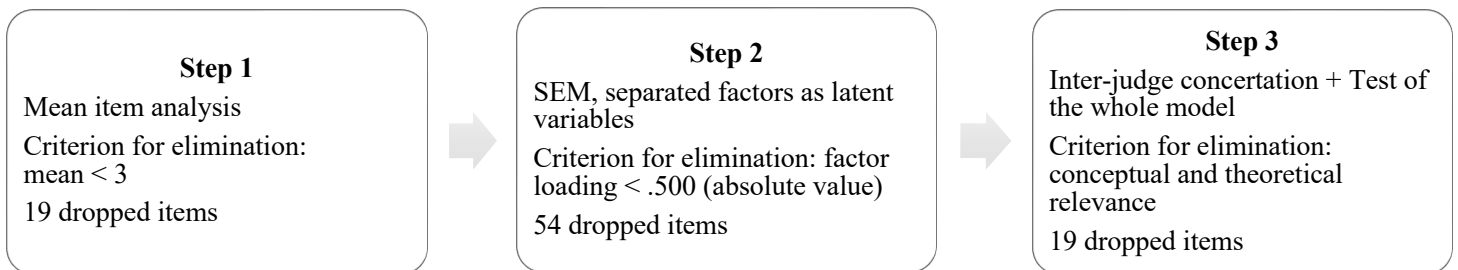 Step 1
Mean item analysis
Criterion for elimination:
mean < 3
19 dropped items
Step 2
SEM, separated factors as latent
variables
Criterion for elimination: factor
loading < .500 (absolute value)
54 dropped items
Step 3
Inter-judge concertation + Test of
the whole model
Criterion for elimination:
conceptual and theoretical
relevance
19 dropped items